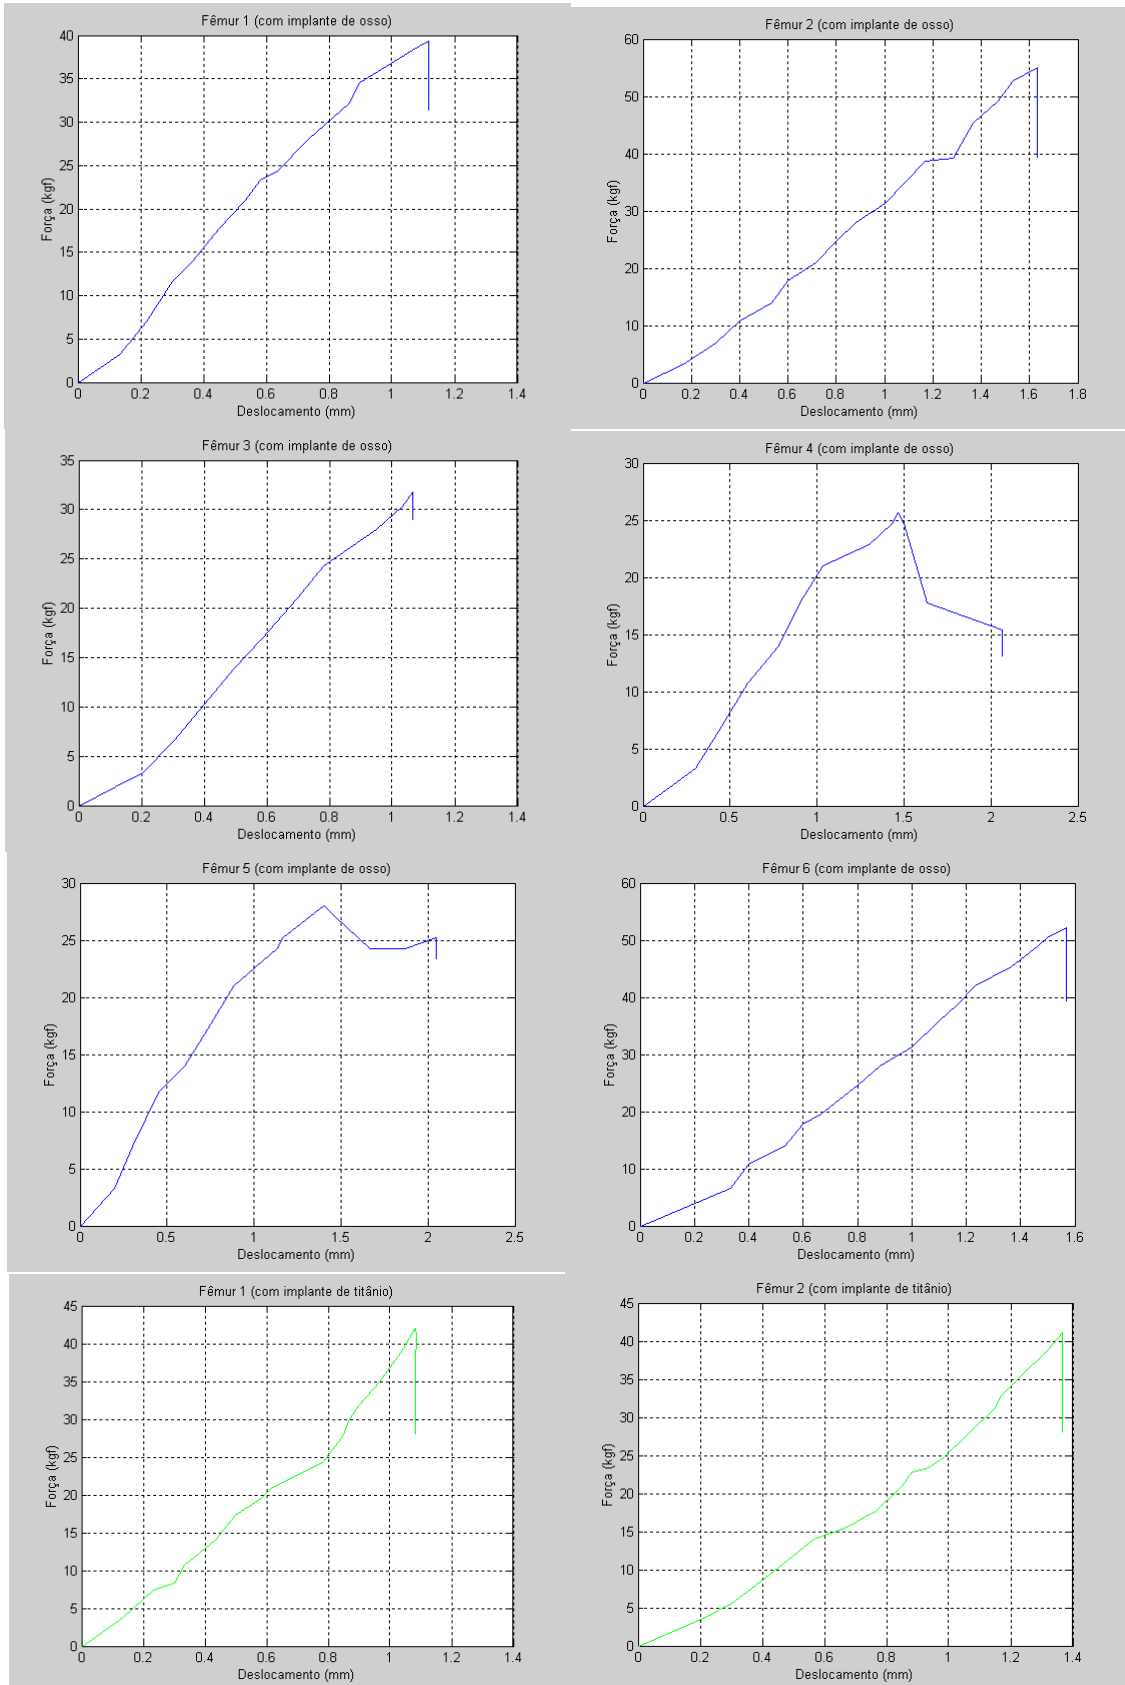 Fêmur 1 (com implante de osso)
40
35
30
25
20
15
10
5
0
Força (kgf)
0 0.2 0.4 0.6 0.8 1 1.2 1.4
Deslocamento (mm)
Fêmur 2 (com implante de osso)
60
50
40
30
20
10
0
Força (kgf)
0 0.2 0.4 0.6 0.8 1 1.2 1.4 1.6 1.8
Deslocamento (mm)
Fêmur 3 (com implante de osso)
35
30
25
20
15
10
5
0
Força (kgf)
0 0.2 0.4 0.6 0.8 1 1.2 1.4
Deslocamento (mm)
Fêmur 4 (com implante de osso)
30
25
20
15
10
5
0
Força (kgf)
0 0.5 1 1.5 2 2.5
Deslocamento (mm)
Fêmur 5 (com implante de osso)
30
25
20
15
10
5
0
Força (kgf)
0 0.5 1 1.5 2 2.5
Deslocamento (mm)
Fêmur 6 (com implante de osso)
60
50
40
30
20
10
0
Força (kgf)
0 0.2 0.4 0.6 0.8 1 1.2 1.4 1.6
Deslocamento (mm)
Fêmur 1 (com implante de titânio)
45
40
35
30
25
20
15
10
5
0
Força (kgf)
0 0.2 0.4 0.6 0.8 1 1.2 1.4
Deslocamento (mm)
Fêmur 2 (com implante de titânio)
45
40
35
30
25
20
15
10
5
0
Força (kgf)
0 0.2 0.4 0.6 0.8 1 1.2 1.4
Deslocamento (mm)